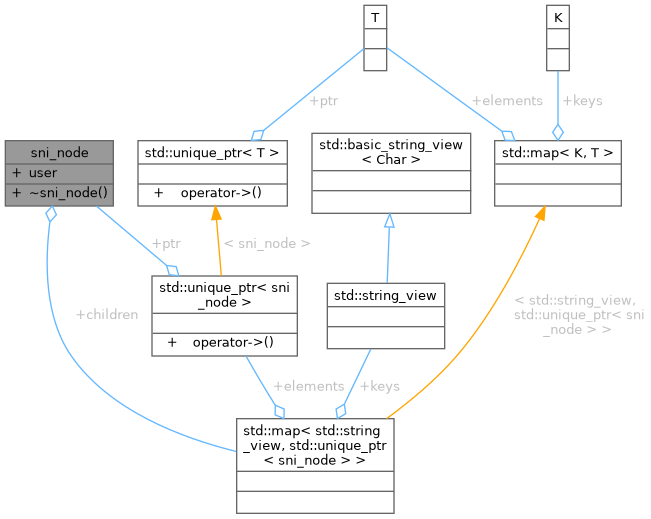 T
K
+ptr
+elements
+keys
sni_node
+ user
+ ~sni_node()
std::unique_ptr< T >
+ operator->()
std::basic_string_view
< Char >
std::map< K, T >
+ptr
< sni_node >
+children
std::unique_ptr< sni
_node >
+ operator->()
std::string_view
< std::string_view,
std::unique_ptr< sni
_node > >
+elements
+keys
std::map< std::string
_view, std::unique_ptr
< sni_node > >